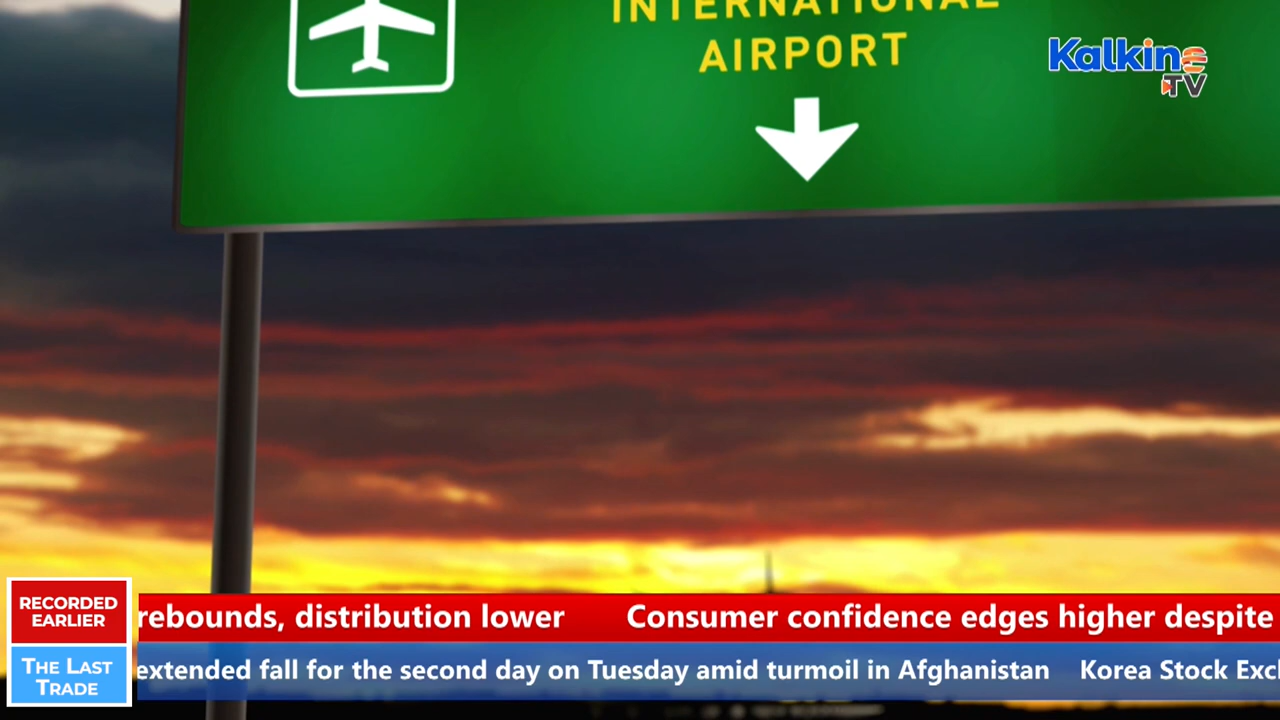 INTERNATIONAL
AIRPORT
Kalkine
TV
RECORDED
EARLIER
rebounds, distribution lower
Consumer confidence edges higher despite
THE LAST
TRADE
extended fall for the second day on Tuesday amid turmoil in Afghanistan
Korea Stock